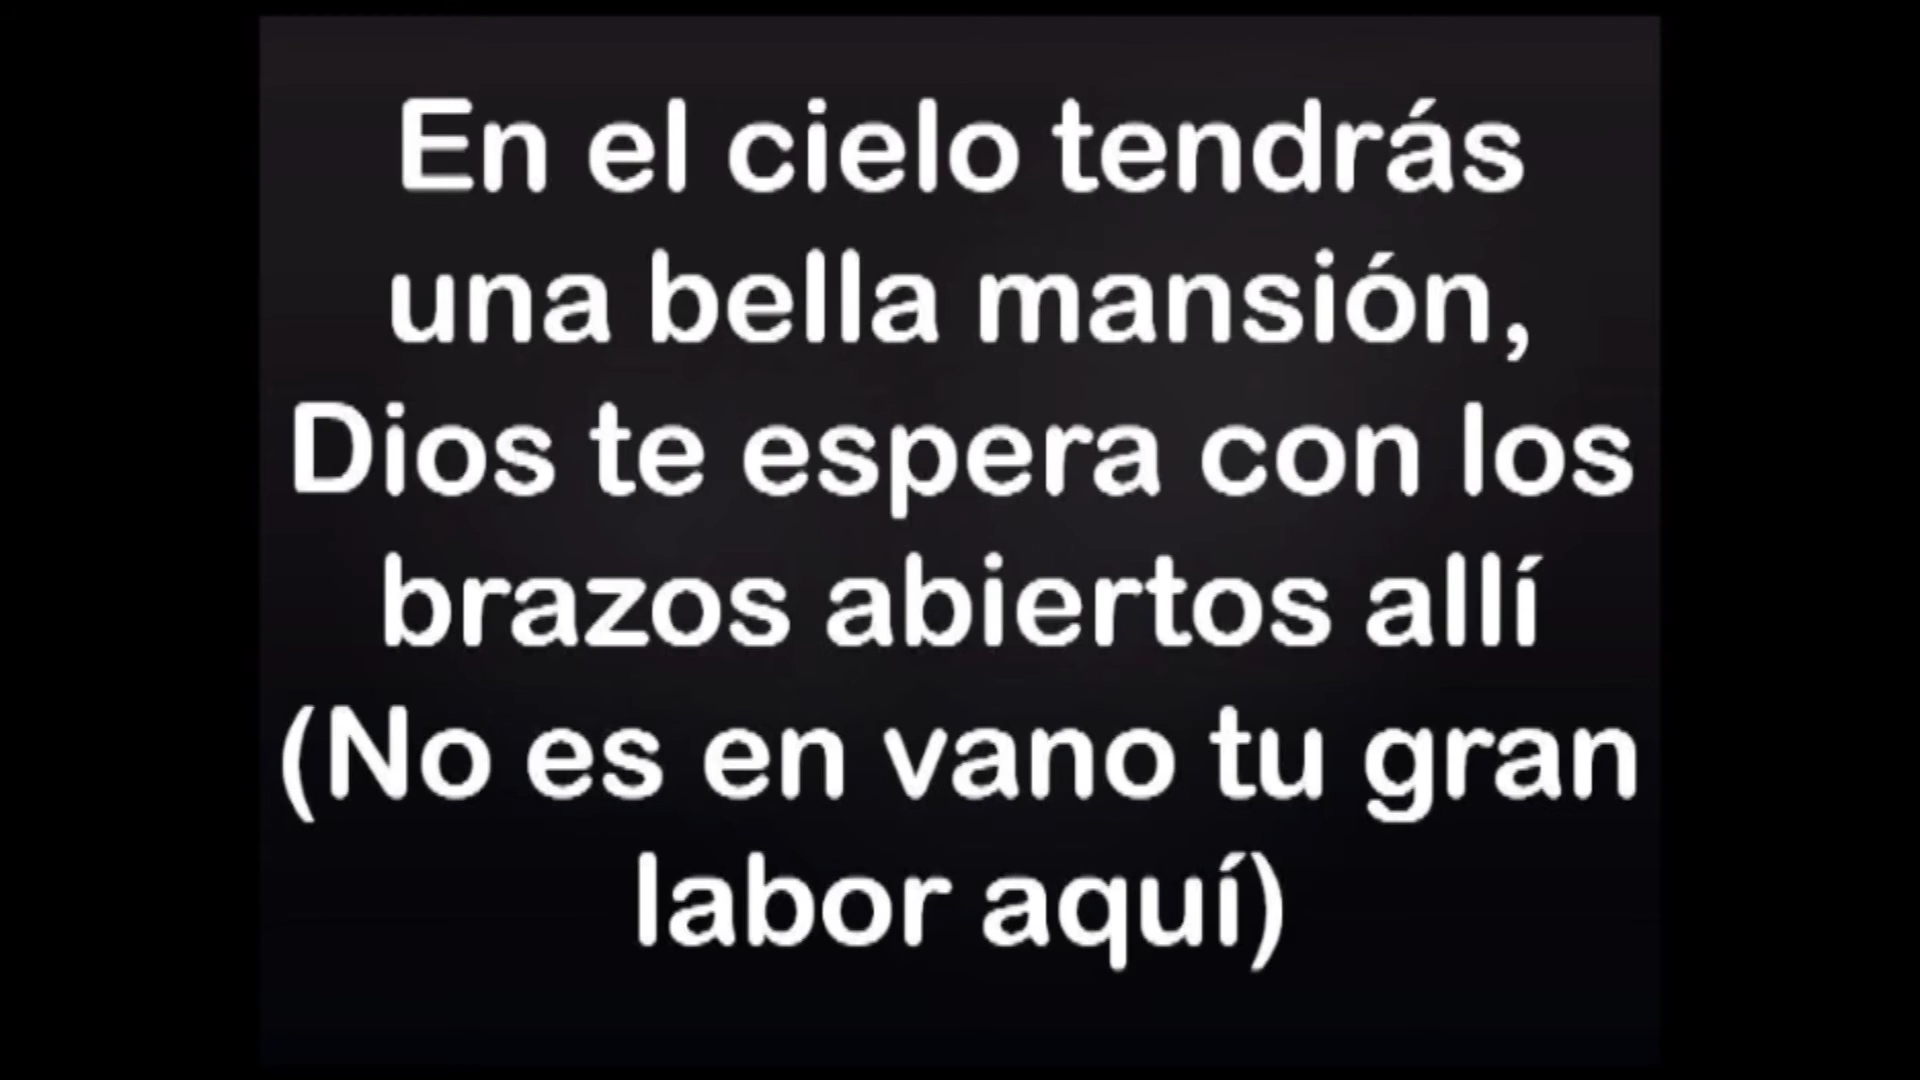 En el cielo tendrás
una bella mansión,
Dios te espera con los
brazos abiertos allí
(No es en vano tu gran
labor aquí)